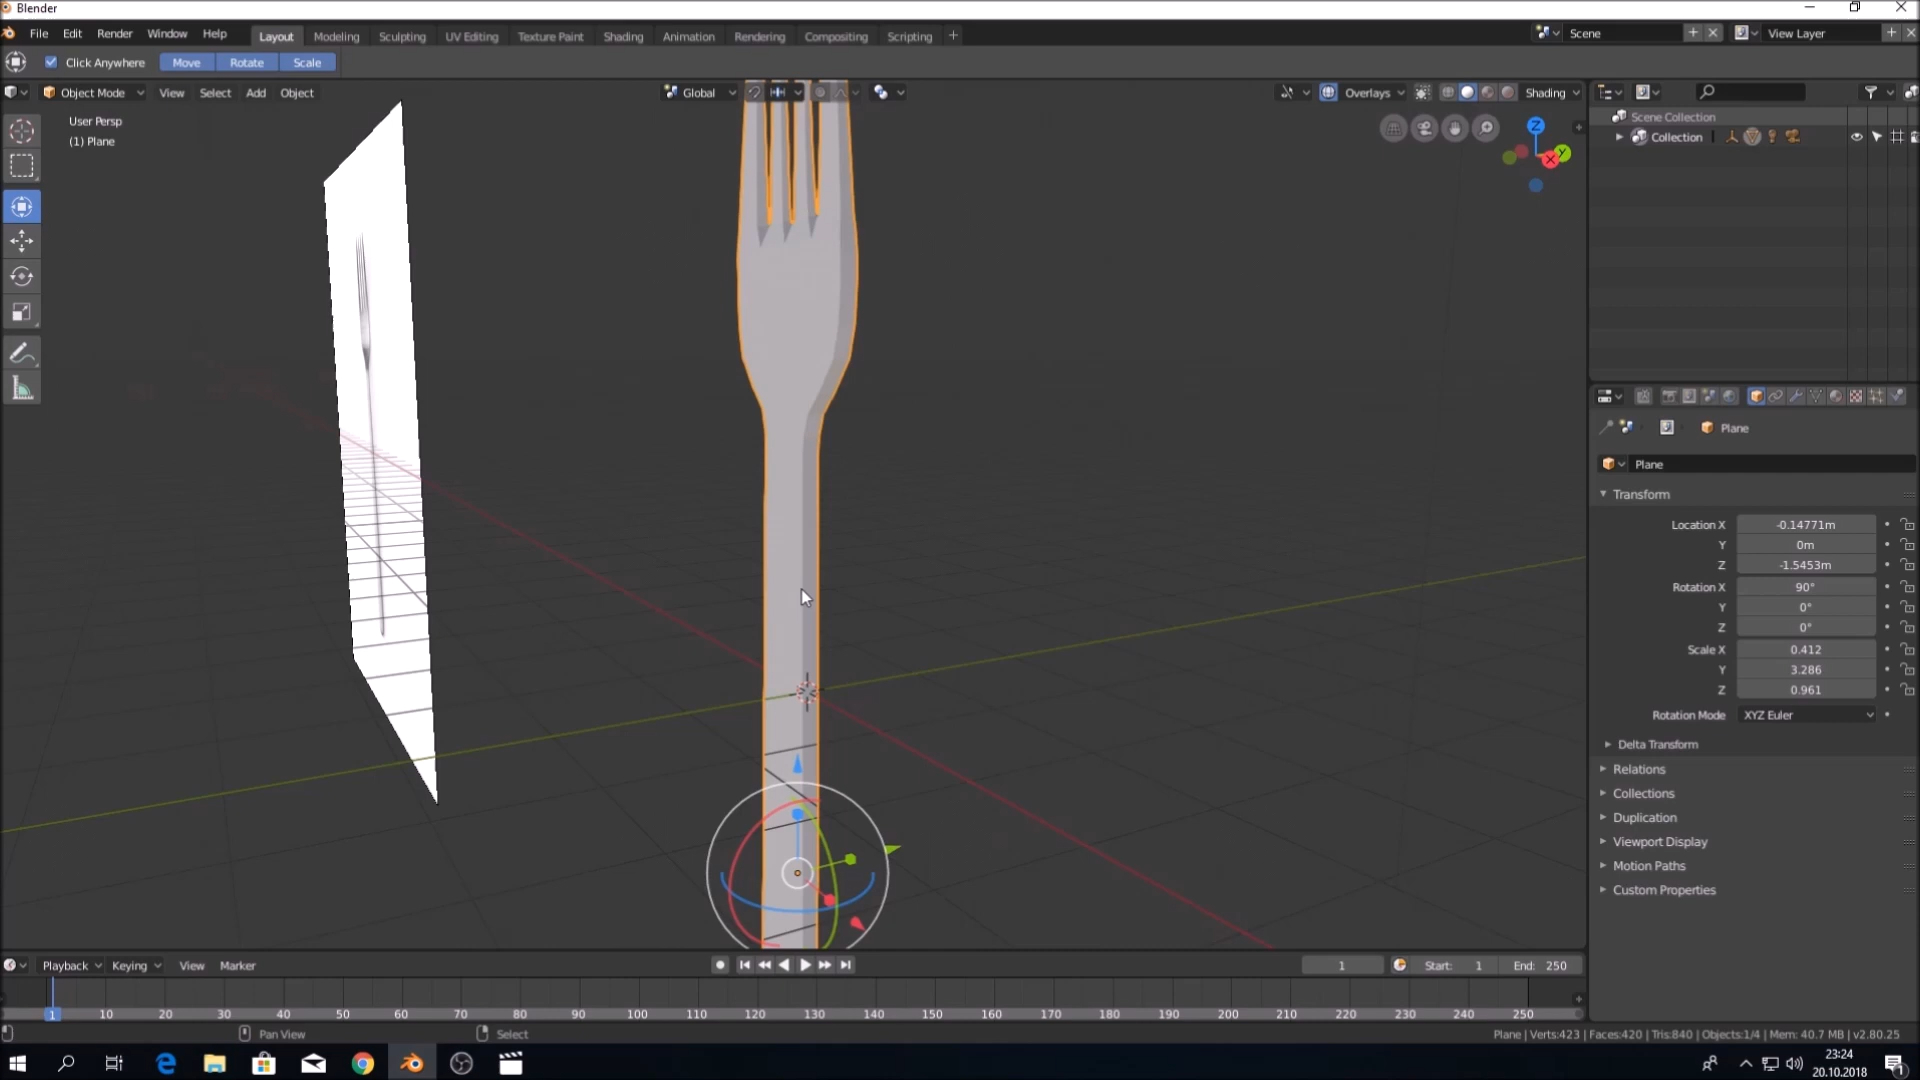 Blender
File Edit Render Window Help Layout Modeling Sculpting UV Editing Texture Paint Shading Animation Rendering Compositing Scripting + Scene View Layer
Click Anywhere Move Rotate Scale
Object Mode View Select Add Object Global Overlays Shading
User Persp
(1) Plane
Z
Y
X
Scene Collection
Collection
Plane
Plane
Transform
Location X -0.14771m
Y 0m
Z -1.5453m
Rotation X 90°
Y 0°
Z 0°
Scale X 0.412
Y 3.286
Z 0.961
Rotation Mode XYZ Euler
Delta Transform
Relations
Collections
Duplication
Viewport Display
Motion Paths
Custom Properties
Playback Keying View Marker 1 Start: 1 End: 250
1 10 20 30 40 50 60 70 80 90 100 110 120 130 140 150 160 170 180 190 200 210 220 230 240 250
Pan View Select Plane | Verts:423 | Faces:420 | Tris:840 | Objects:1/4 | Mem: 40.7 MB | v2.80.25
23:24
20.10.2018
1